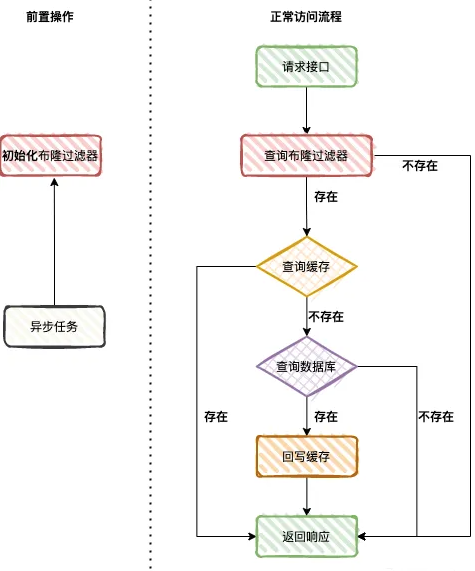 前置操作
正常访问流程
请求接口
初始化布隆过滤器
查询布隆过滤器
不存在
存在
查询缓存
不存在
异步任务
查询数据库
存在
存在
不存在
回写缓存
返回响应